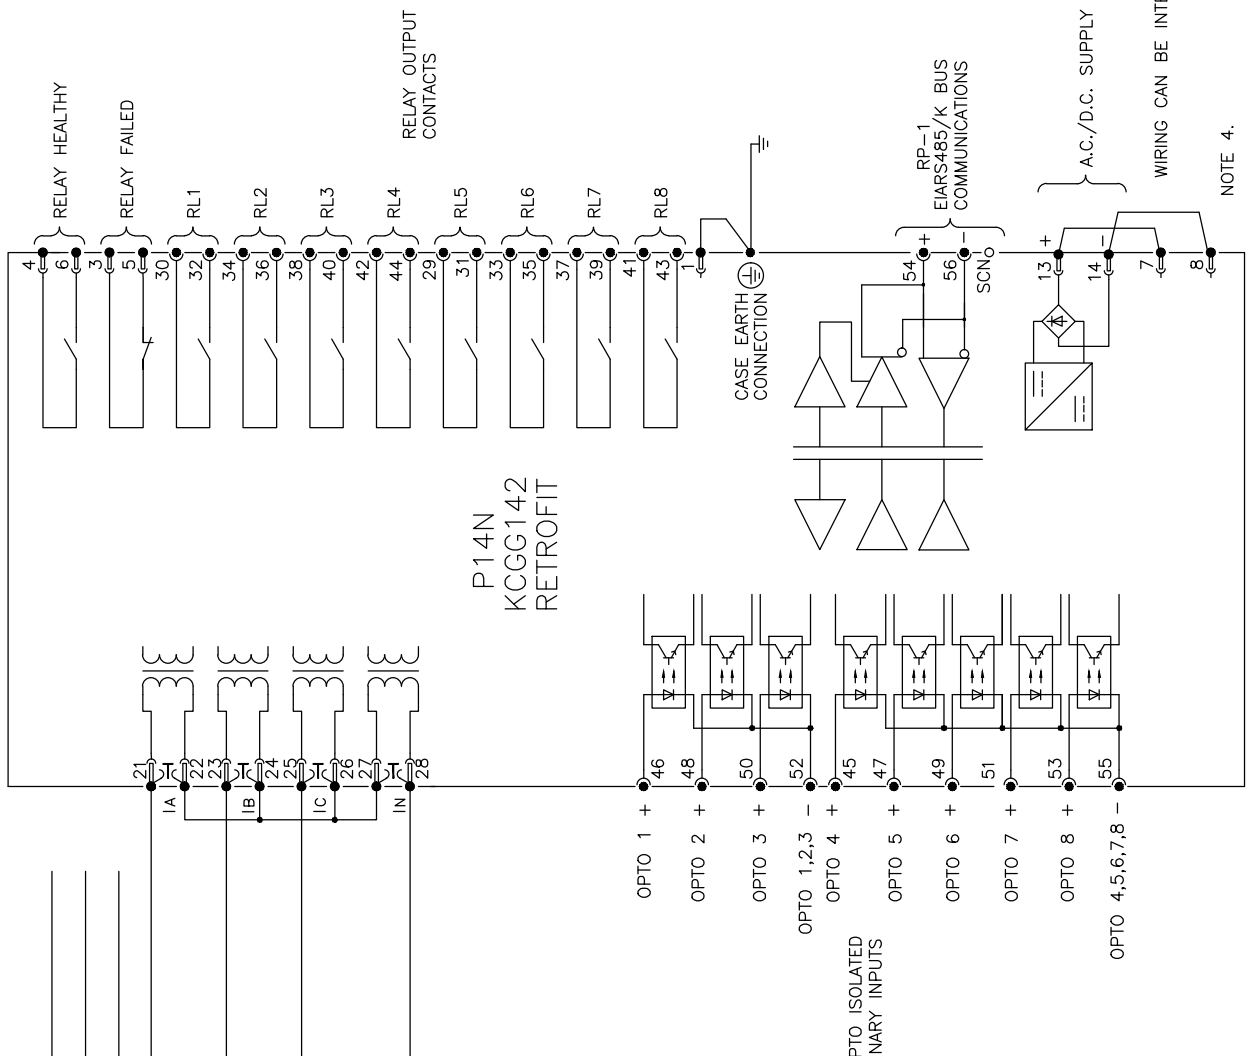 RELAY HEALTHY
4
6
RELAY FAILED
3
5
RL1
30
32
RL2
34
36
RL3
38
40
RL4
42
44
RL5
29
31
RL6
33
35
RL7
37
39
RL8
41
43
1
RELAY OUTPUT
CONTACTS
CASE EARTH
CONNECTION
RP-1
EIARS485/K BUS
COMMUNICATIONS
54
+
56
-
SCN
A.C./D.C. SUPPLY
13
+
14
-
7
8
WIRING CAN BE
NOTE 4.
P14N
KCGG142
RETROFIT
21
IA
22
23
IB
24
25
IC
26
27
IN
28
46
OPTO 1 +
48
OPTO 2 +
50
OPTO 3 +
52
OPTO 1,2,3 -
45
OPTO 4 +
47
OPTO 5 +
49
OPTO 6 +
51
OPTO 7 +
53
OPTO 8 +
55
OPTO 4,5,6,7,8 -
ISOLATED
INPUTS